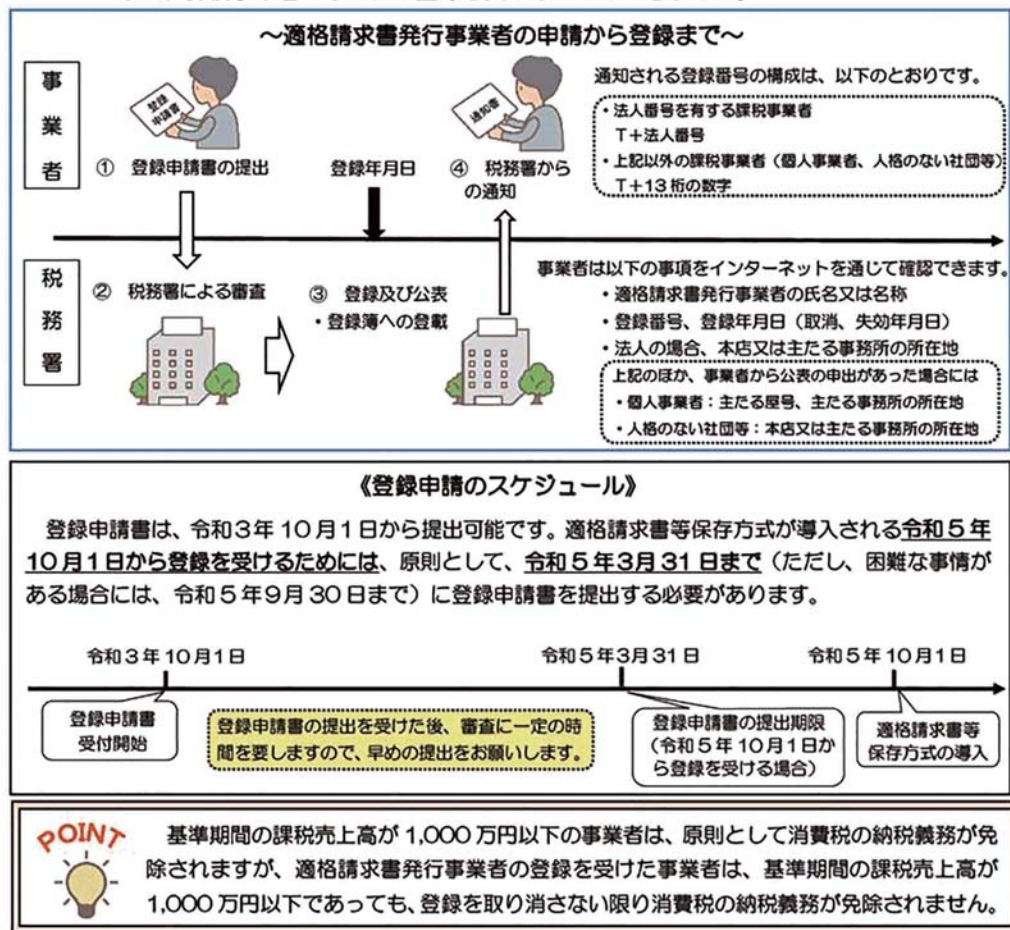 ～適格請求書発行事業者の申請から登録まで～
事業者
登録
申請書
① 登録申請書の提出
登録年月日
通知書
④ 税務署から
の通知
通知される登録番号の構成は、以下のとおりです。
・法人番号を有する課税事業者
T＋法人番号
・上記以外の課税事業者（個人事業者、人格のない社団等）
T＋13桁の数字
税務署
② 税務署による審査
③ 登録及び公表
・登録簿への登載
事業者は以下の事項をインターネットを通じて確認できます。
・適格請求書発行事業者の氏名又は名称
・登録番号、登録年月日（取消、失効年月日）
・法人の場合、本店又は主たる事務所の所在地
上記のほか、事業者から公表の申出があった場合には
・個人事業者：主たる屋号、主たる事務所の所在地
・人格のない社団等：本店又は主たる事務所の所在地
《登録申請のスケジュール》
登録申請書は、令和3年10月1日から提出可能です。適格請求書等保存方式が導入される令和5年
10月1日から登録を受けるためには、原則として、令和5年3月31日まで（ただし、困難な事情が
ある場合には、令和5年9月30日まで）に登録申請書を提出する必要があります。
令和3年10月1日
令和5年3月31日
令和5年10月1日
登録申請書
受付開始
登録申請書の提出を受けた後、審査に一定の時
間を要しますので、早めの提出をお願いします。
登録申請書の提出期限
（令和5年10月1日か
ら登録を受ける場合）
適格請求書等
保存方式の導入
POINT
基準期間の課税売上高が1,000万円以下の事業者は、原則として消費税の納税義務が免
除されますが、適格請求書発行事業者の登録を受けた事業者は、基準期間の課税売上高が
1,000万円以下であっても、登録を取り消さない限り消費税の納税義務が免除されません。